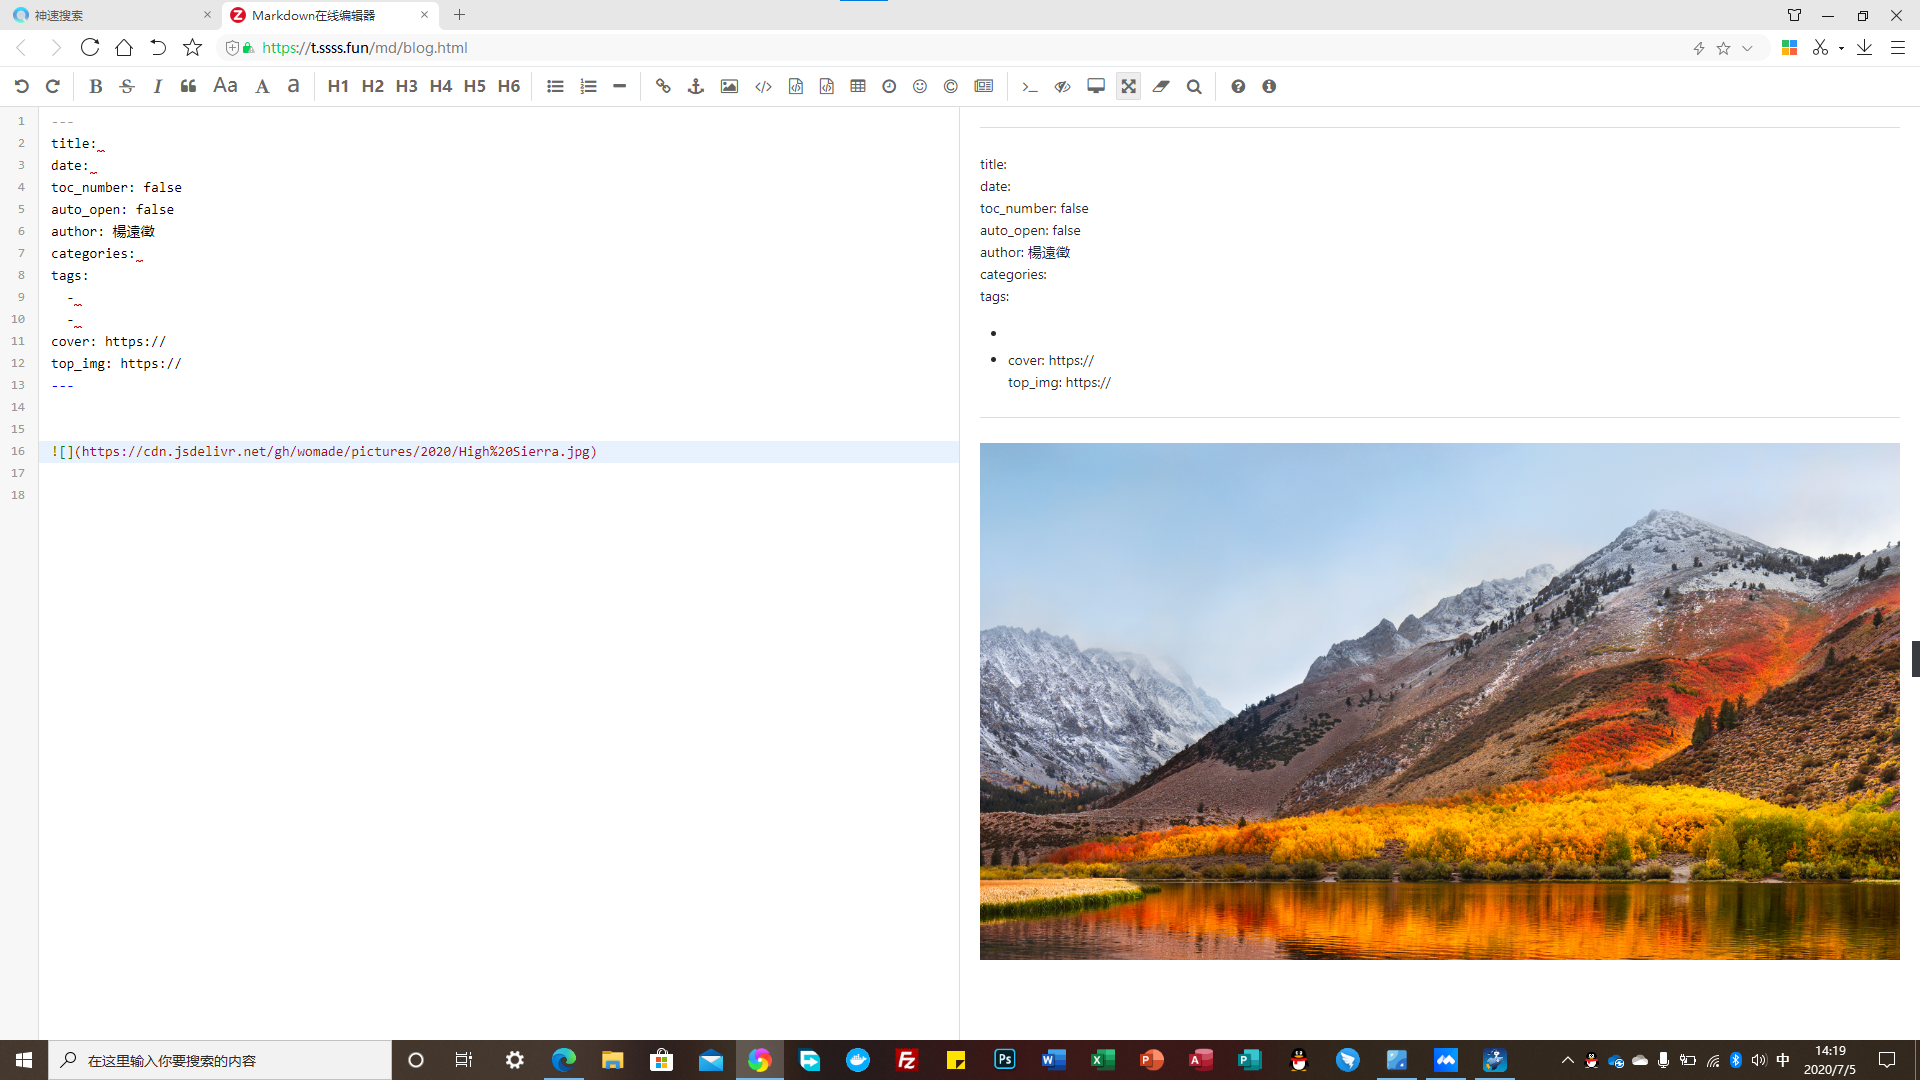 神速搜索
Markdown在线编辑器
https://t.ssss.fun/md/blog.html
B S I Aa A a H1 H2 H3 H4 H5 H6
1 ---
2 title:
3 date:
4 toc_number: false
5 auto_open: false
6 author: 楊遠徵
7 categories:
8 tags:
9 -
10 -
11 cover: https://
12 top_img: https://
13 ---
14
15
16 ![](https://cdn.jsdelivr.net/gh/womade/pictures/2020/High%20Sierra.jpg)
17
18
title:
date:
toc_number: false
auto_open: false
author: 楊遠徵
categories:
tags:
cover: https://
top_img: https://
在这里输入你要搜索的内容
Fz
Ps
W
X
P
A
P
中
14:19
2020/7/5